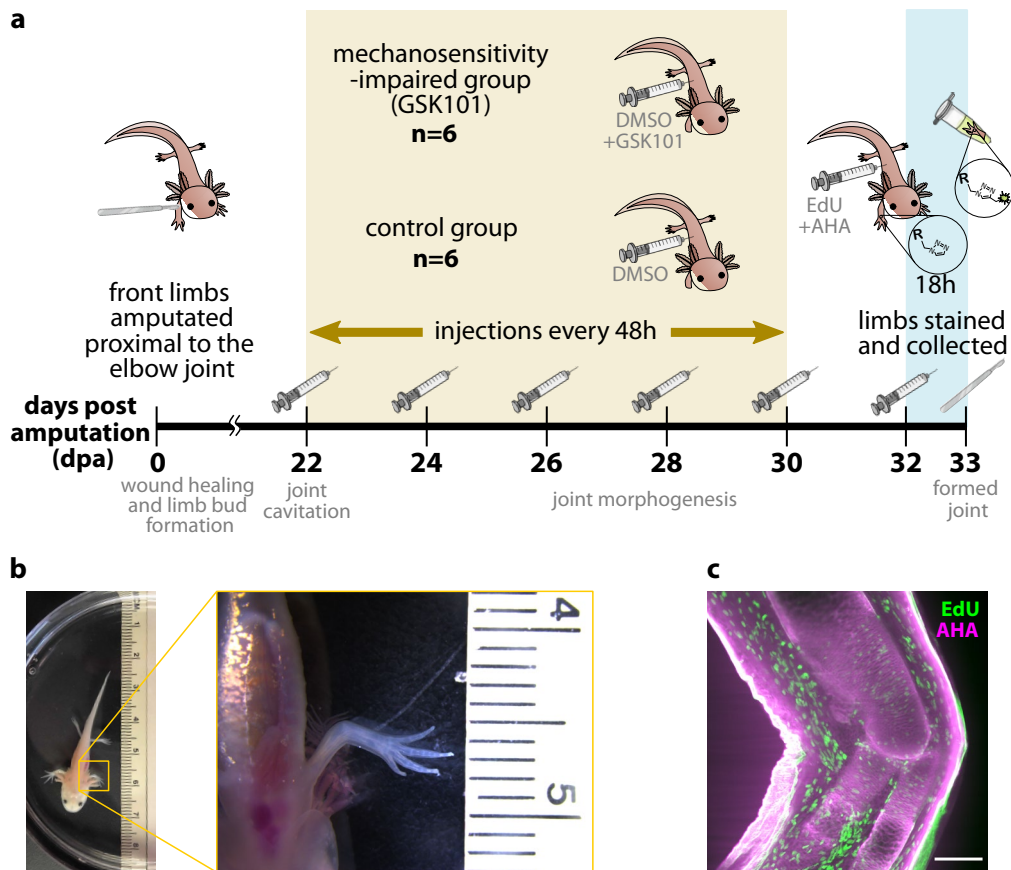 a
mechanosensitivity
-impaired group
(GSK101)
n=6
DMSO
+GSK101
control group
n=6
DMSO
EdU
+AHA
R
N=N
R
N=N
18h
front limbs
amputated
proximal to the
elbow joint
injections every 48h
limbs stained
and collected
days post
amputation
(dpa)
0
22
24
26
28
30
32
33
wound healing
and limb bud
formation
joint
cavitation
joint morphogenesis
formed
joint
b
4
5
c
EdU
AHA